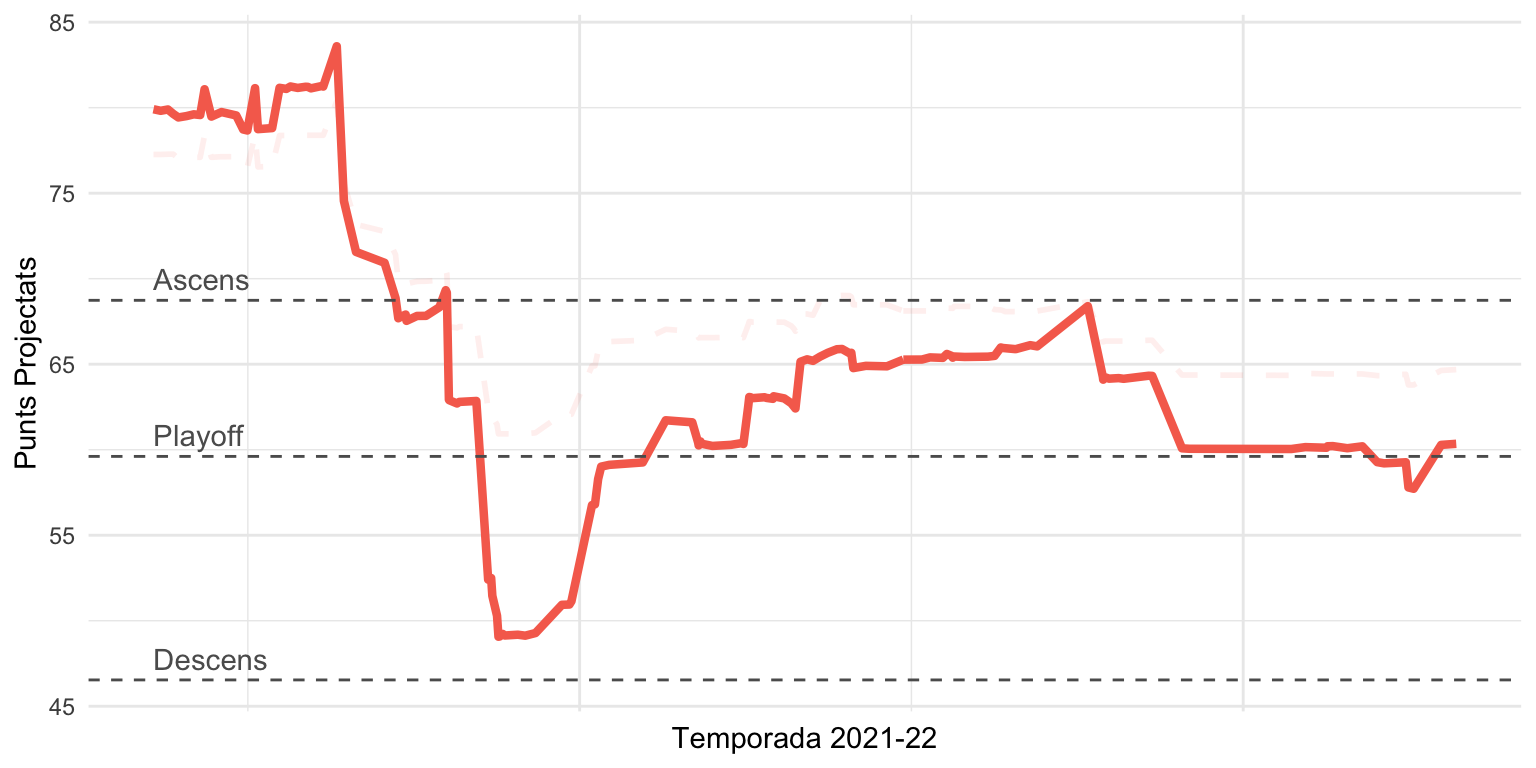 85
75
65
55
45
Punts Projectats
Ascens
Playoff
Descens
Temporada 2021-22